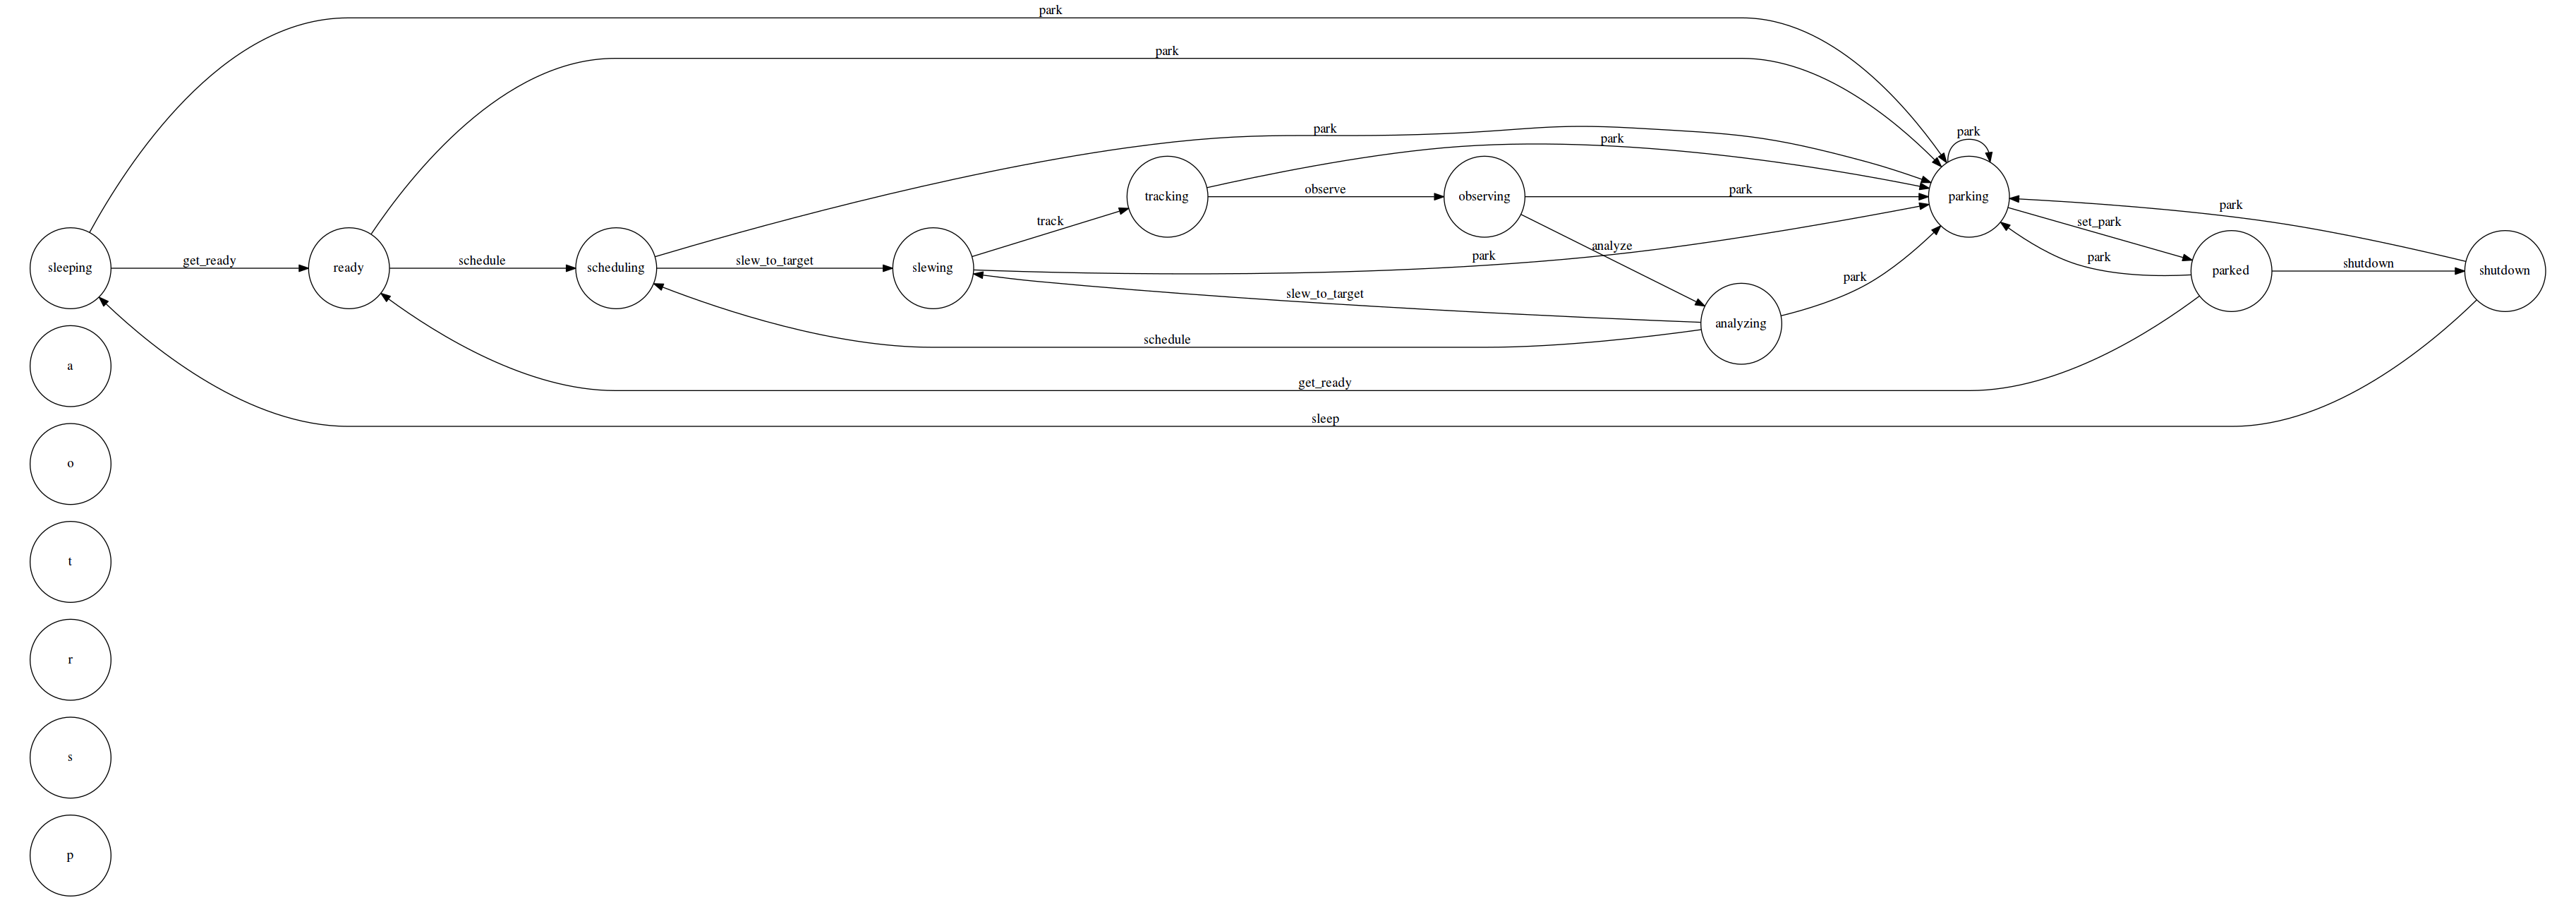 park
park
park
park
park
tracking
observe
observing
park
parking
park
set_park
track
sleeping
get_ready
ready
schedule
scheduling
slew_to_target
slewing
park
analyze
park
park
parked
shutdown
shutdown
slew_to_target
analyzing
schedule
get_ready
sleep
a
o
t
r
s
p